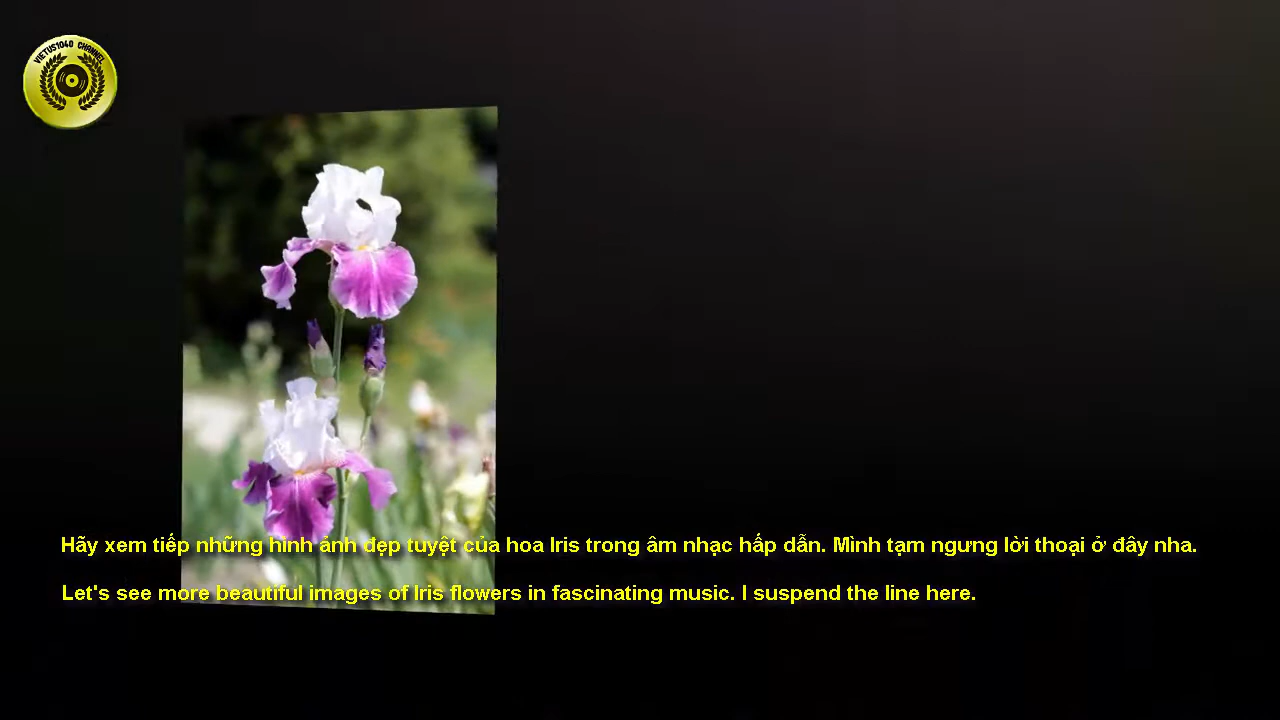 VIETUS1040 CHANNEL
Hãy xem tiếp những hình ảnh đẹp tuyệt của hoa Iris trong âm nhạc hấp dẫn. Mình tạm ngưng lời thoại ở đây nha.
Let's see more beautiful images of Iris flowers in fascinating music. I suspend the line here.